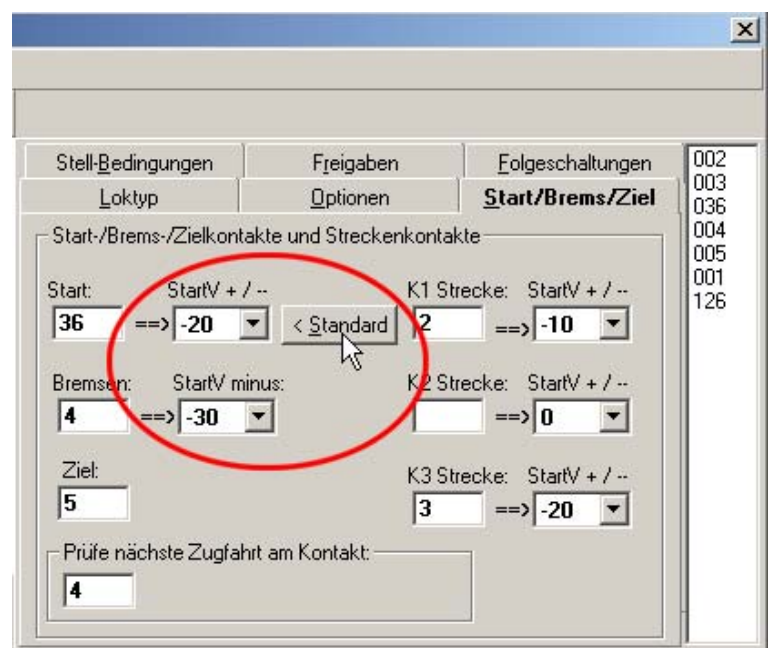 Stell-Bedingungen Freigaben Folgeschaltungen
Loktyp Optionen Start/Brems/Ziel
Start-/Brems-/Zielkontakte und Streckenkontakte
Start: StartV + / -- K1 Strecke: StartV + / --
36 ==> -20 < Standard 2 ==> -10
Bremsen: StartV minus: K2 Strecke: StartV + / --
4 ==> -30 ==> 0
Ziel: K3 Strecke: StartV + / --
5 3 ==> -20
Prüfe nächste Zugfahrt am Kontakt:
4
002
003
036
004
005
001
126